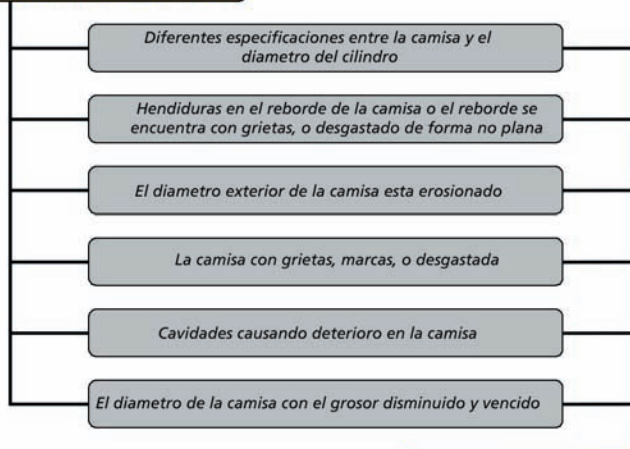 Diferentes especificaciones entre la camisa y el
diametro del cilindro
Hendiduras en el reborde de la camisa o el reborde se
encuentra con grietas, o desgastado de forma no plana
El diametro exterior de la camisa esta erosionado
La camisa con grietas, marcas, o desgastada
Cavidades causando deterioro en la camisa
El diametro de la camisa con el grosor disminuido y vencido